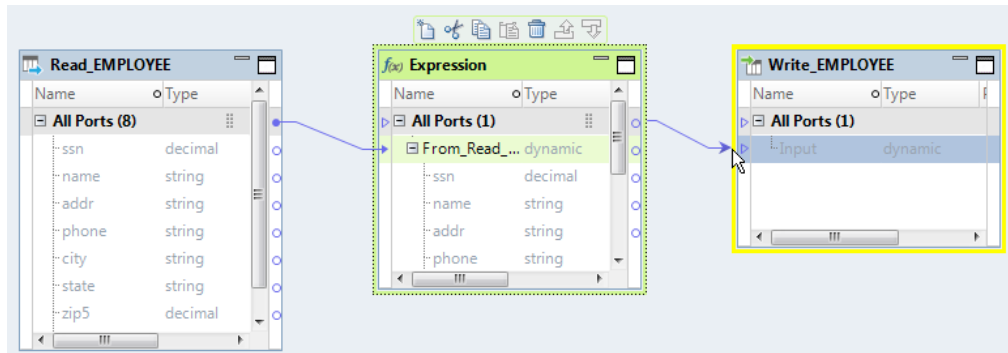 Read_EMPLOYEE
Name Type
All Ports (8)
ssn decimal
name string
addr string
phone string
city string
state string
zip5 decimal
f(x) Expression
Name Type
All Ports (1)
From_Read_... dynamic
ssn decimal
name string
addr string
phone string
Write_EMPLOYEE
Name Type
All Ports (1)
Input dynamic